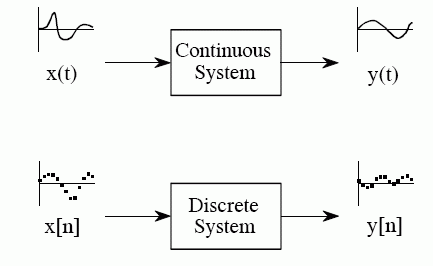 x(t)
Continuous
System
y(t)
x[n]
Discrete
System
y[n]